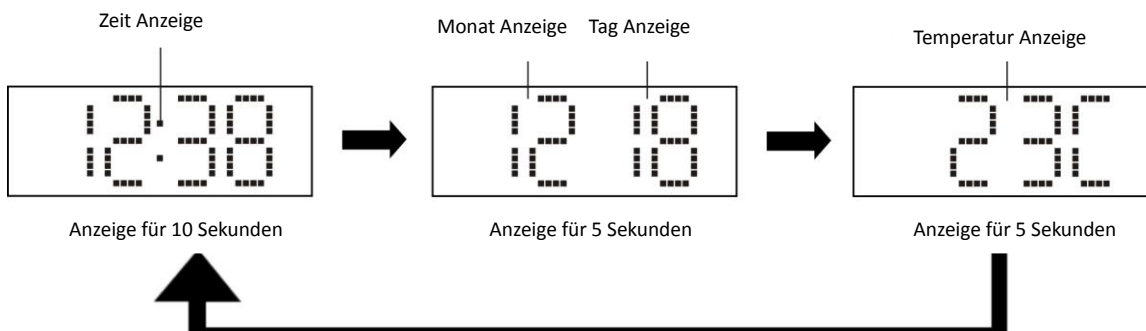 Zeit Anzeige
Monat Anzeige Tag Anzeige
Temperatur Anzeige
12:38
12 18
23C
Anzeige für 10 Sekunden
Anzeige für 5 Sekunden
Anzeige für 5 Sekunden